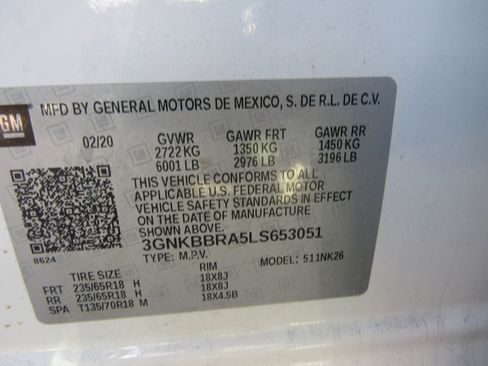 GM
MFD BY GENERAL MOTORS DE MEXICO, S. DE R.L. DE C.V.
02/20 GVWR GAWR FRT GAWR RR
2722 KG 1350 KG 1450 KG
6001 LB 2976 LB 3196 LB
THIS VEHICLE CONFORMS TO ALL
APPLICABLE U.S. FEDERAL MOTOR
VEHICLE SAFETY STANDARDS IN EFFECT
ON THE DATE OF MANUFACTURE
SHOWN ABOVE.
3GNKBBRA5LS653051
8624 TYPE: M.P.V. MODEL: 511NK26
TIRE SIZE RIM
FRT 235/65R18 H 18X8J
RR 235/65R18 H 18X8J
SPA T135/70R18 M 18X4.5B